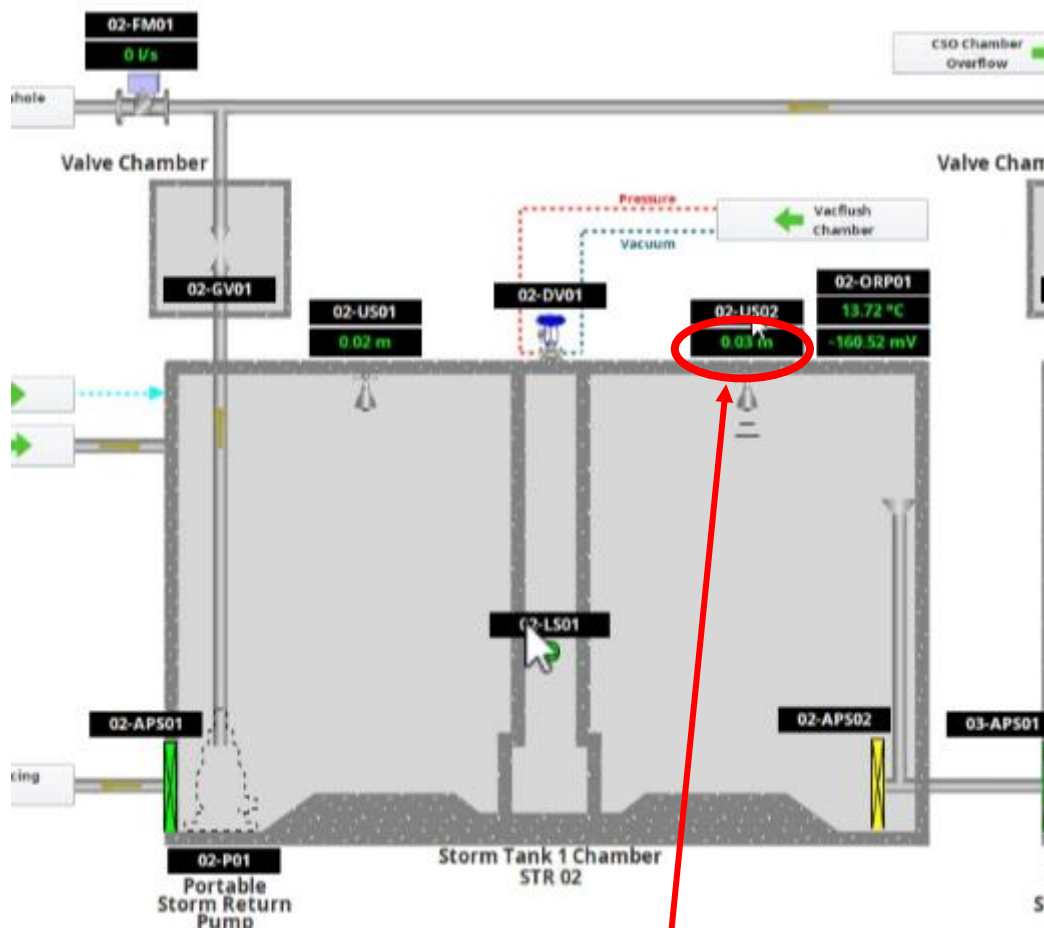 02-FM01
0 l/s
CSO Chamber
Overflow
hole
Valve Chamber
Valve Cham
Pressure
Vacuum
Vacflush
Chamber
02-GV01
02-US01
0.02 m
02-DV01
02-US02
0.03 m
02-ORP01
13.72 °C
-160.52 mV
02-LS01
02-APS01
02-APS02
03-APS01
cing
02-P01
Portable
Storm Return
Pump
Storm Tank 1 Chamber
STR 02
S